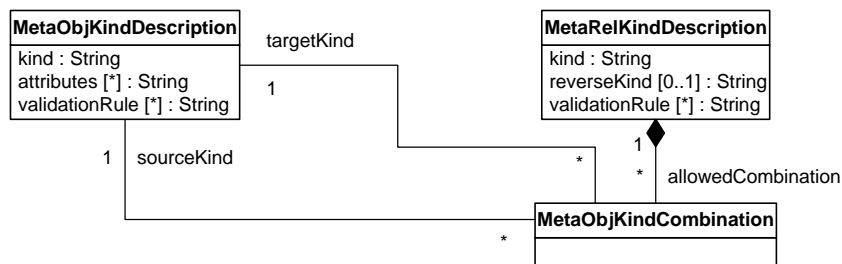 MetaObjKindDescription
kind : String
attributes [*] : String
validationRule [*] : String
targetKind
1
MetaRelKindDescription
kind : String
reverseKind [0..1] : String
validationRule [*] : String
1 sourceKind
1
*
* allowedCombination
MetaObjKindCombination
*